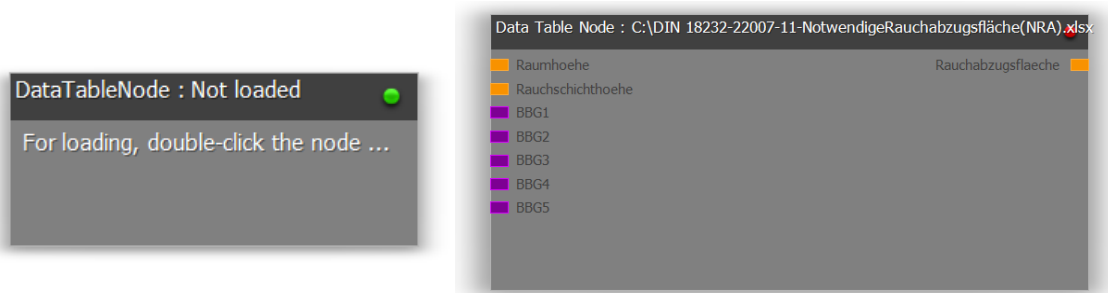 DataTableNode : Not loaded
For loading, double-click the node ...
Data Table Node : C:\DIN 18232-22007-11-NotwendigeRauchabzugsfläche(NRA).xlsx
Raumhoehe
Rauchabzugsflaeche
Rauchschichthoehe
BBG1
BBG2
BBG3
BBG4
BBG5